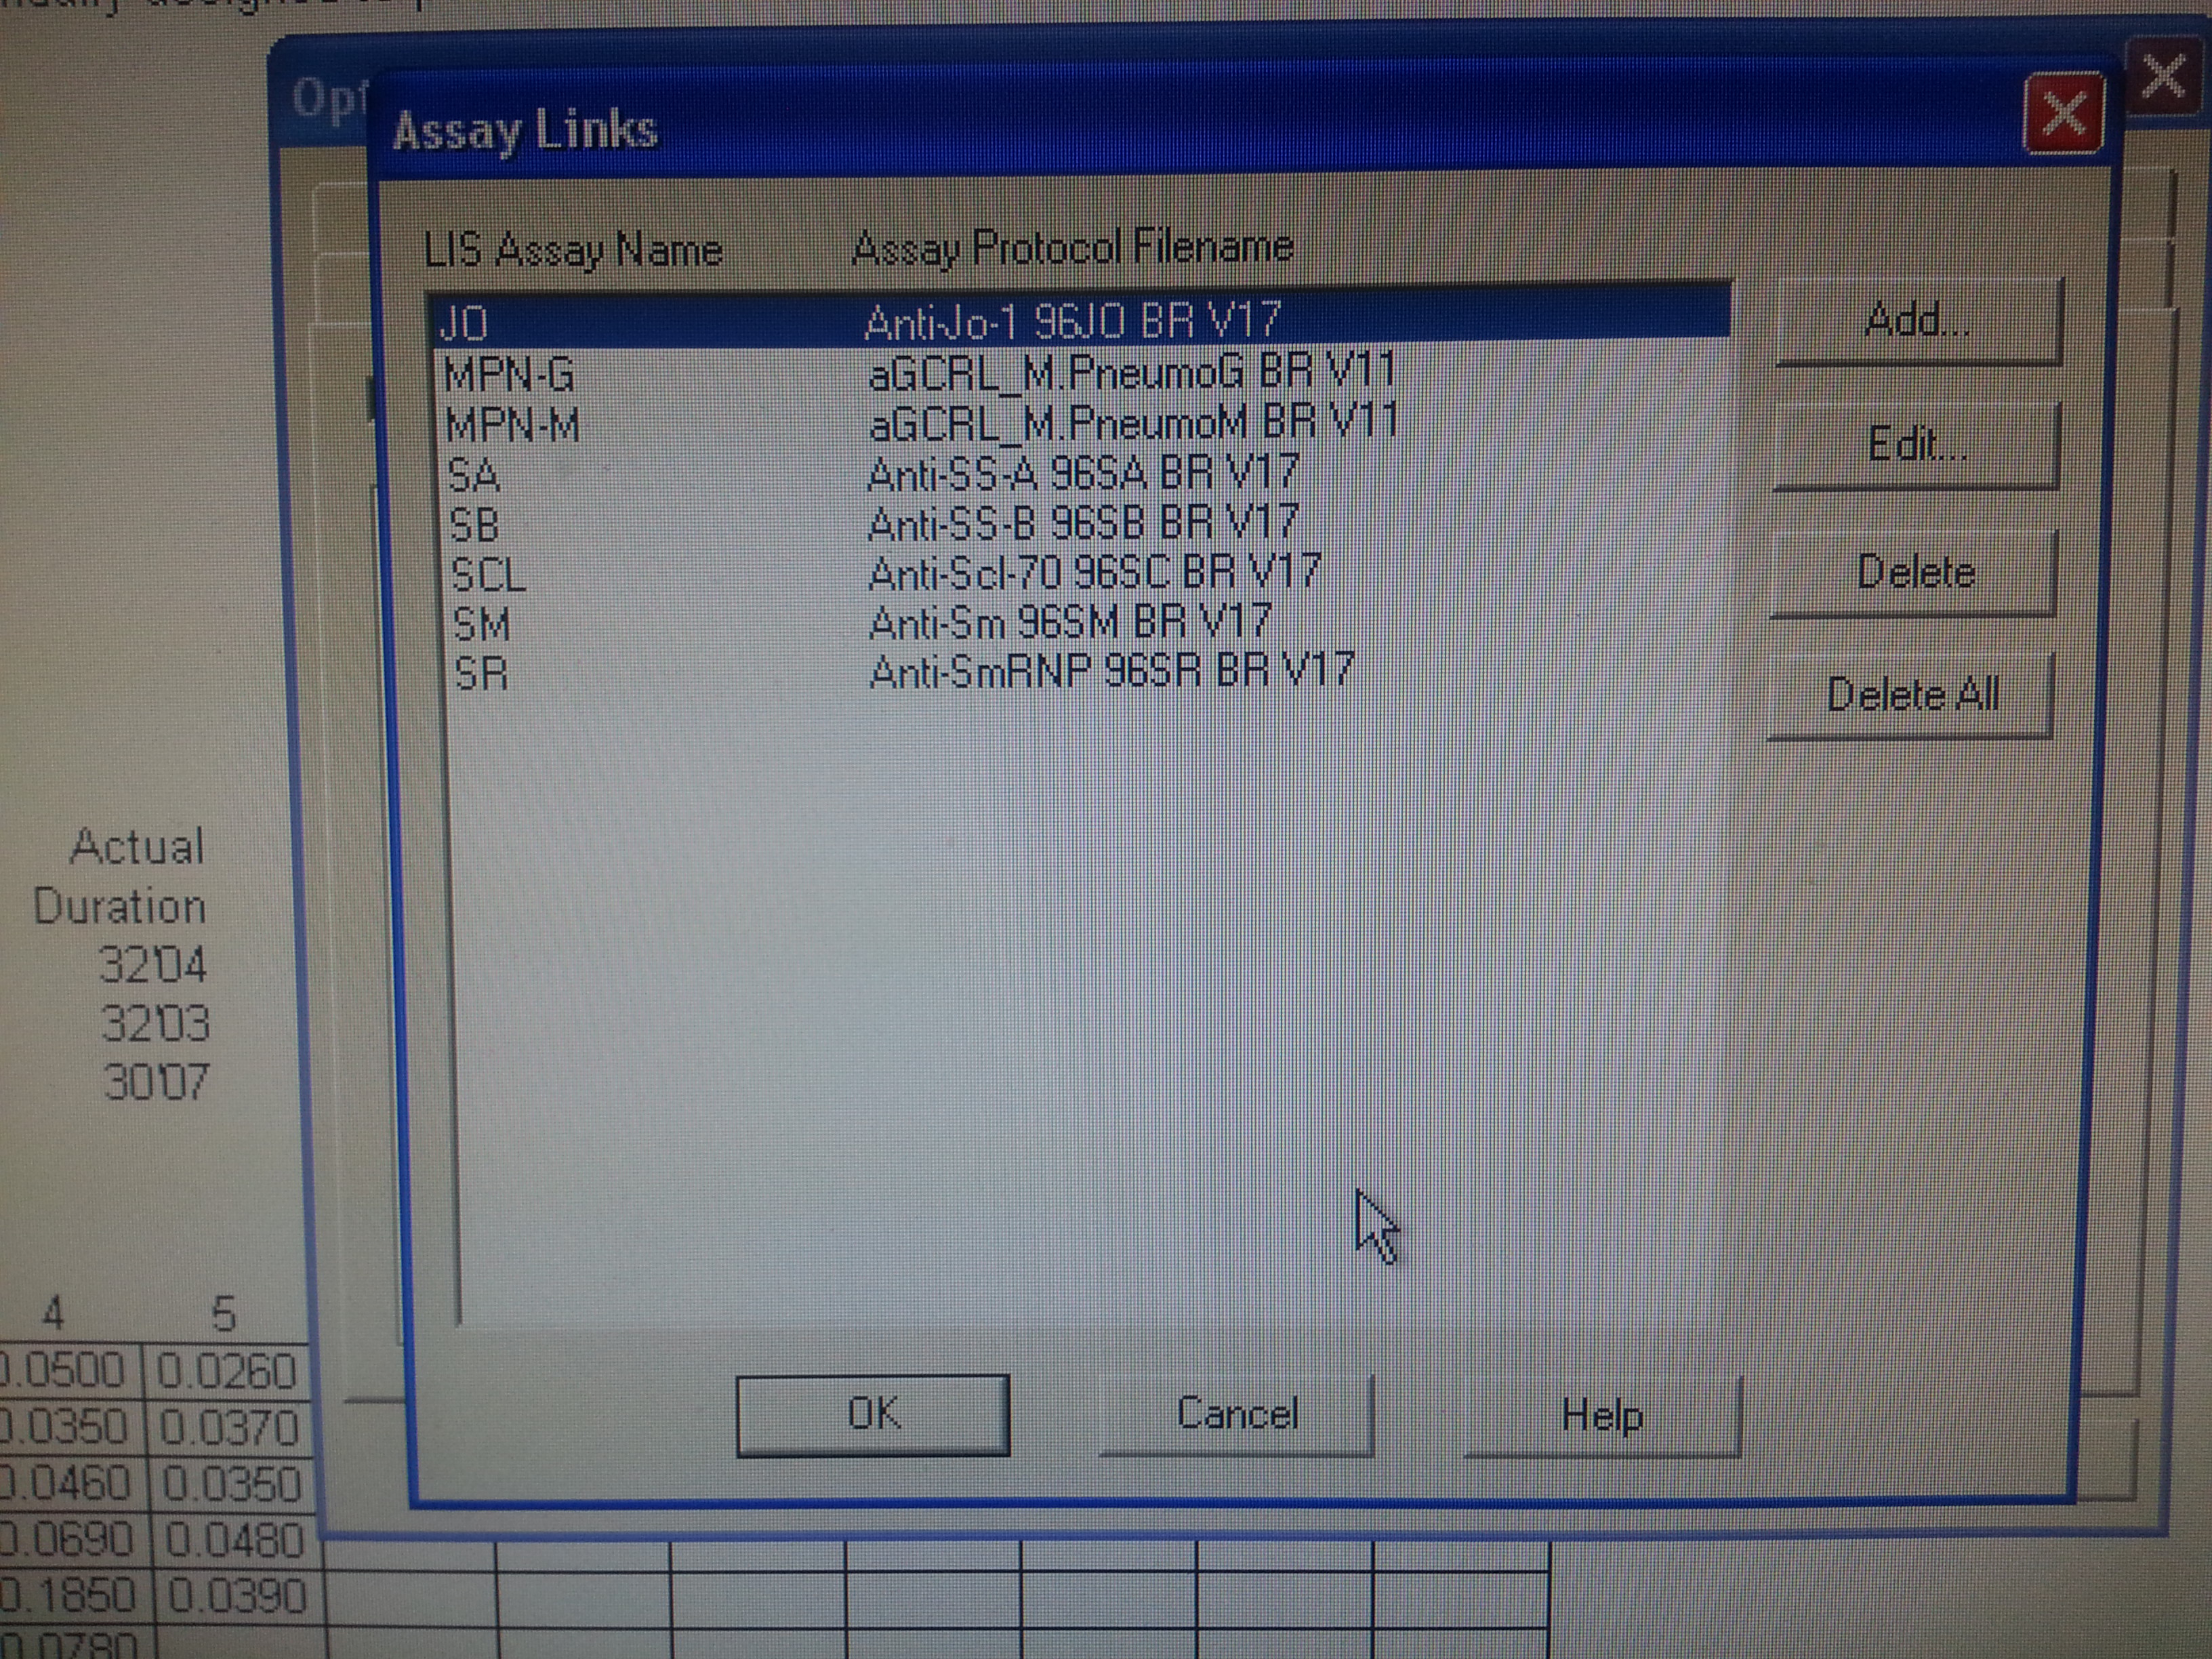 Assay Links
LIS Assay Name Assay Protocol Filename
JO Anti-Jo-1 96JO BR V17
MPN-G aGCRL_M.PneumoG BR V11
MPN-M aGCRL_M.PneumoM BR V11
SA Anti-SS-A 96SA BR V17
SB Anti-SS-B 96SB BR V17
SCL Anti-Scl-70 96SC BR V17
SM Anti-Sm 96SM BR V17
SR Anti-SmRNP 96SR BR V17
Add...
Edit...
Delete
Delete All
OK Cancel Help
Actual
Duration
32'04
32'03
30'07
4 5
0.0500 0.0260
0.0350 0.0370
0.0460 0.0350
0.0690 0.0480
0.1850 0.0390
0.0780